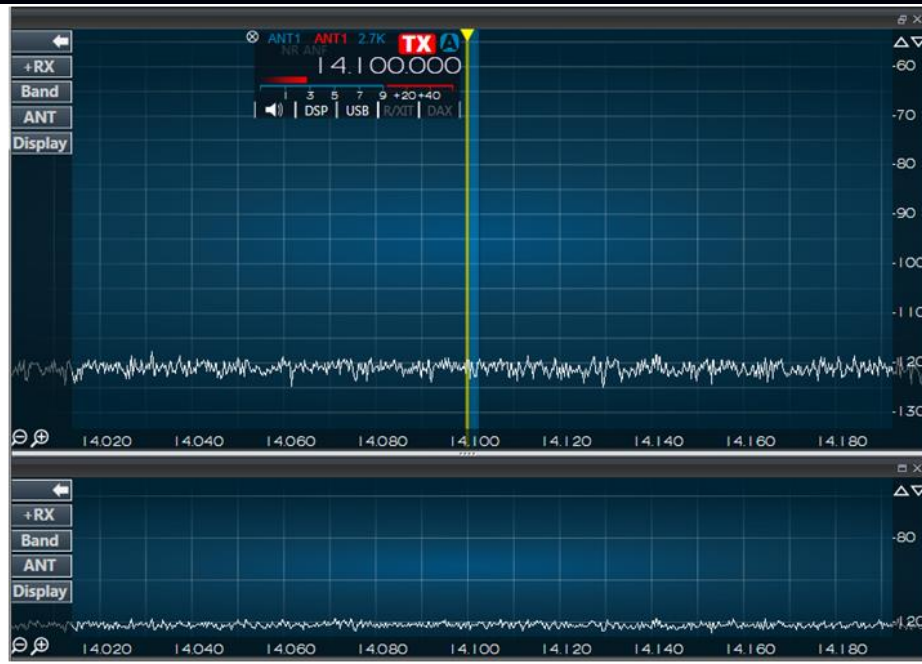 ANT1 ANT1 2.7K TX A
NR ANF
14.100.000
1 3 5 7 9 +20 +40
DSP USB R/XIT DAX
+RX
Band
ANT
Display
-60
-70
-80
-90
-100
-110
-120
-130
14.020 14.040 14.060 14.080 14.100 14.120 14.140 14.160 14.180
+RX
Band
ANT
Display
-80
-120
14.020 14.040 14.060 14.080 14.100 14.120 14.140 14.160 14.180